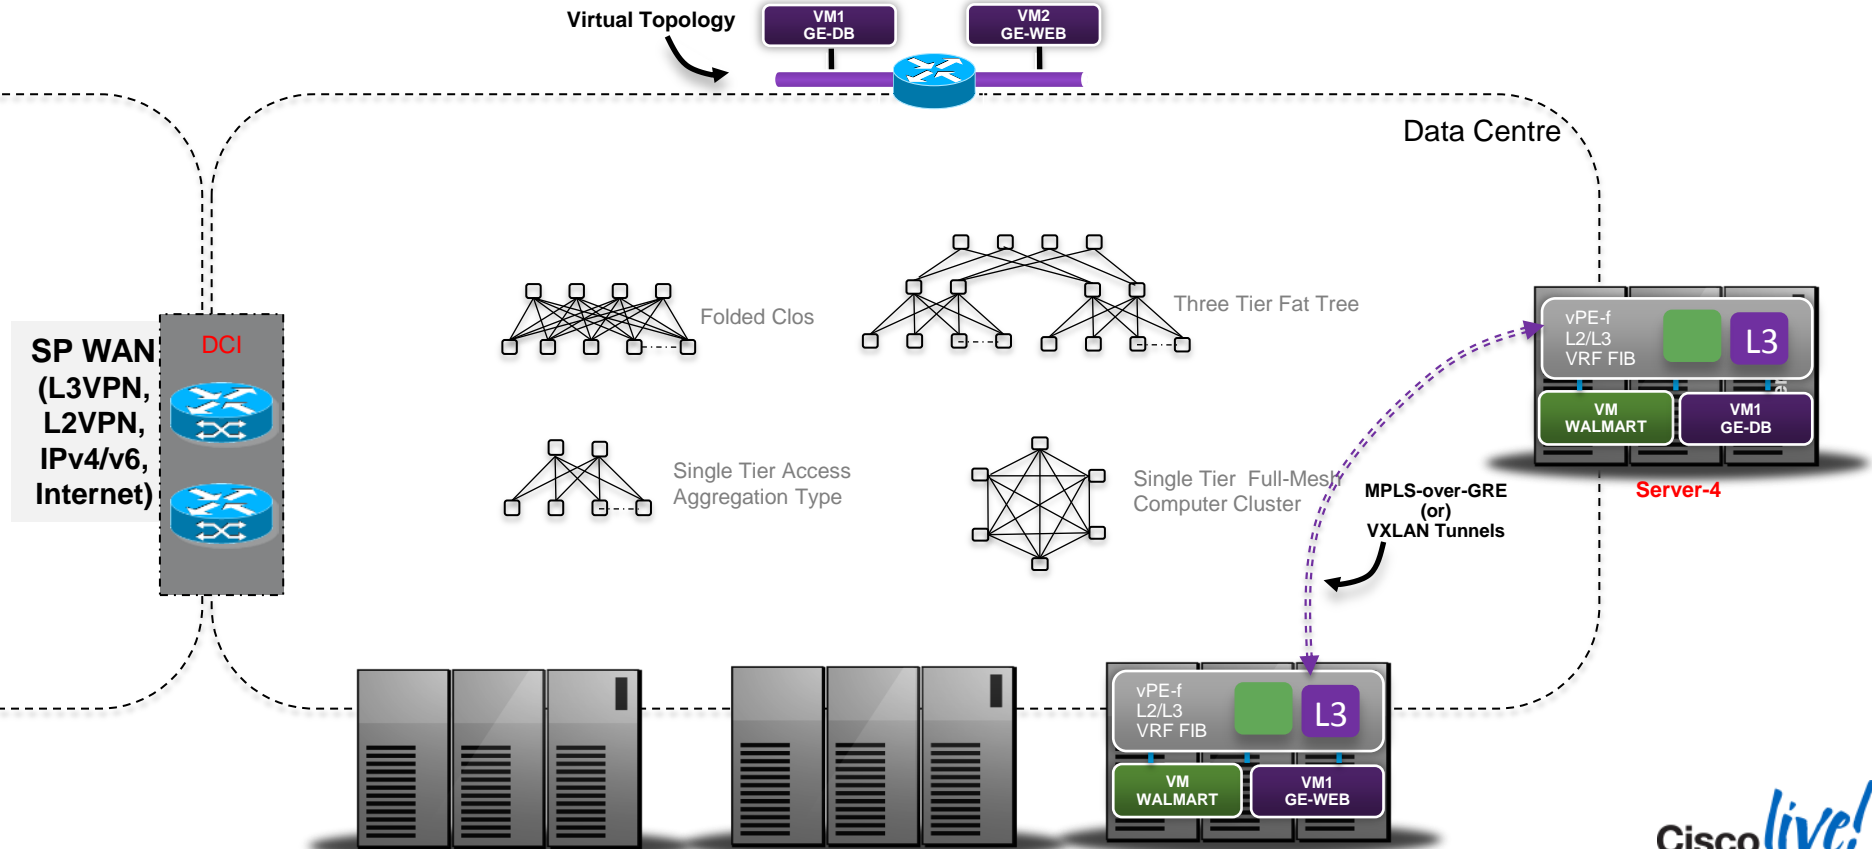 Virtual Topology
VM1
GE-DB
VM2
GE-WEB
Data Centre
Folded Clos
Three Tier Fat Tree
SP WAN
(L3VPN,
L2VPN,
IPv4/v6,
Internet)
DCI
vPE-f
L2/L3
VRF FIB
L3
VM
WALMART
VM1
GE-DB
Server-4
Single Tier Access
Aggregation Type
Single Tier Full-Mesh
Computer Cluster
MPLS-over-GRE
(or)
VXLAN Tunnels
vPE-f
L2/L3
VRF FIB
L3
VM
WALMART
VM1
GE-WEB
Cisco live!